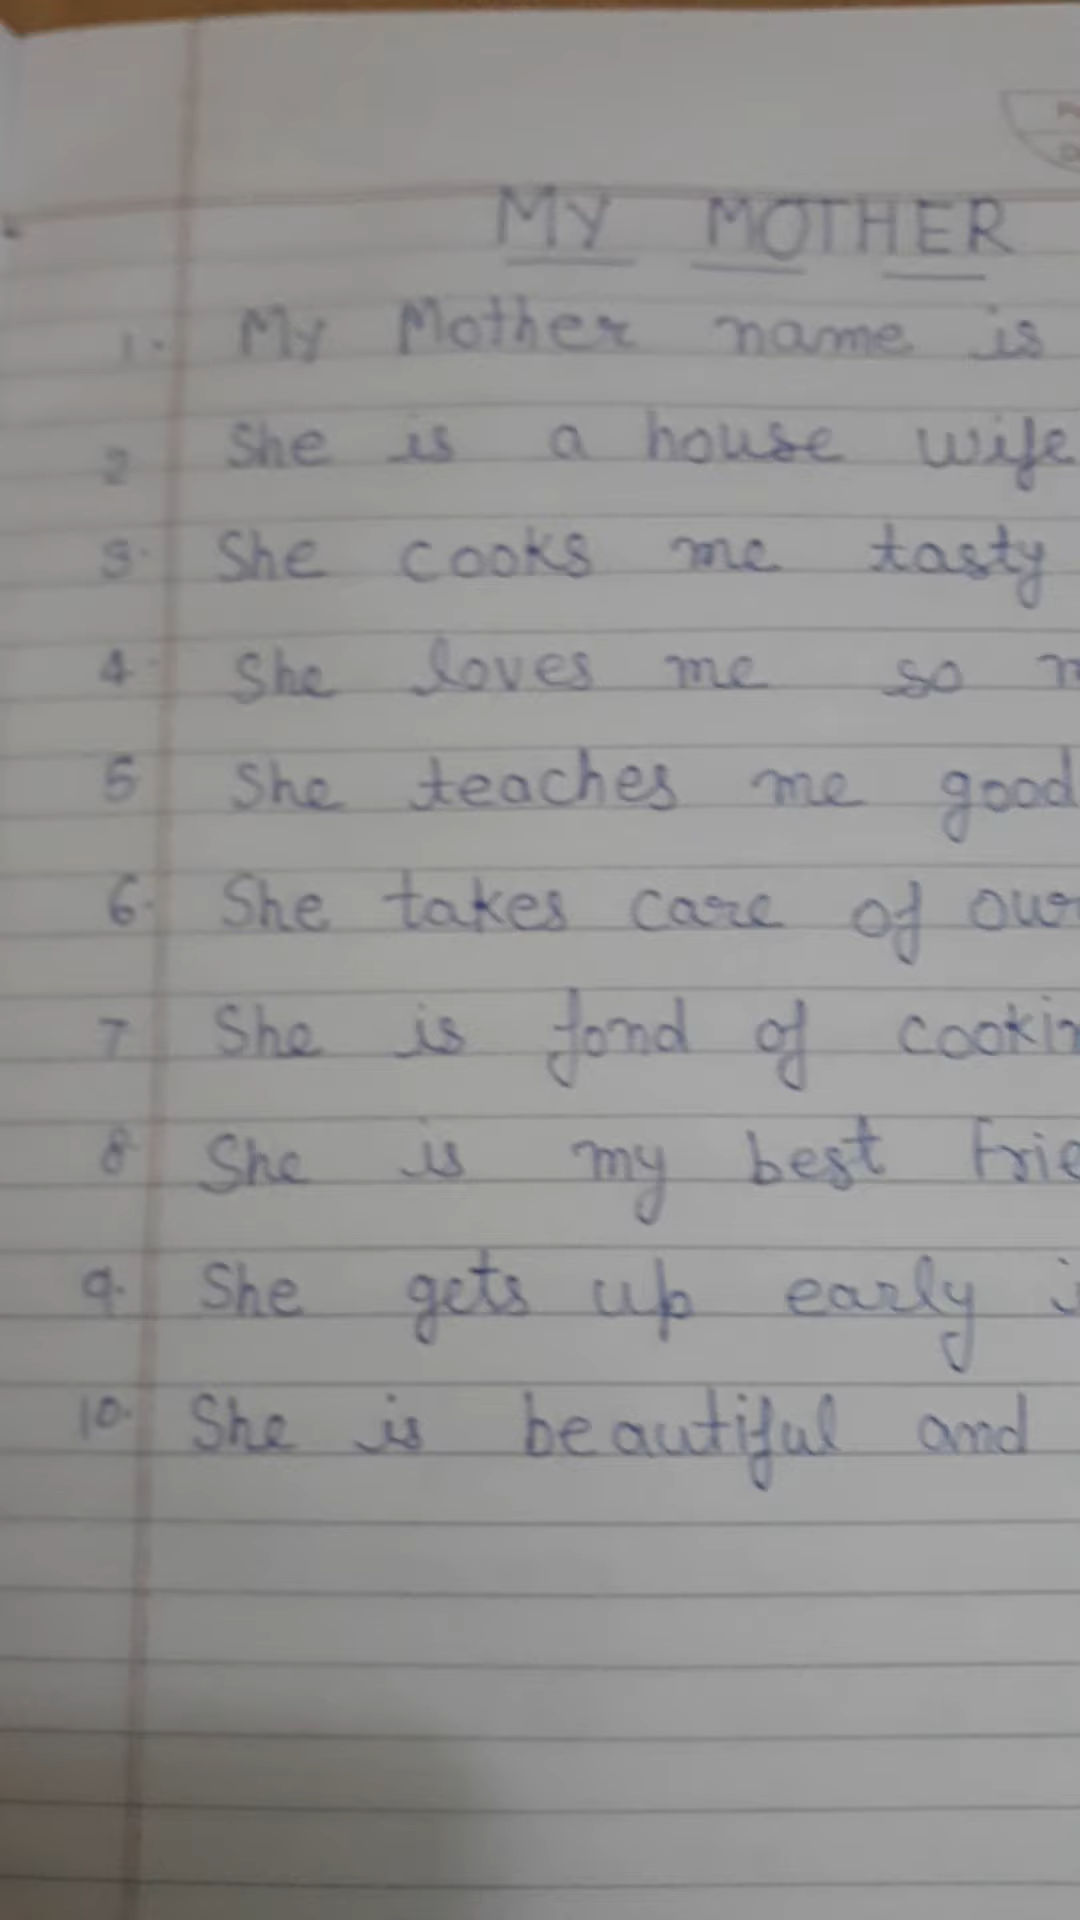 MY MOTHER
1. My Mother name is
2 She is a house wife
3. She cooks me tasty
4. She loves me so
5 She teaches me good
6. She takes care of our
7 She is fond of
8 She is my best
9. She gets up early
10. She is beautiful and